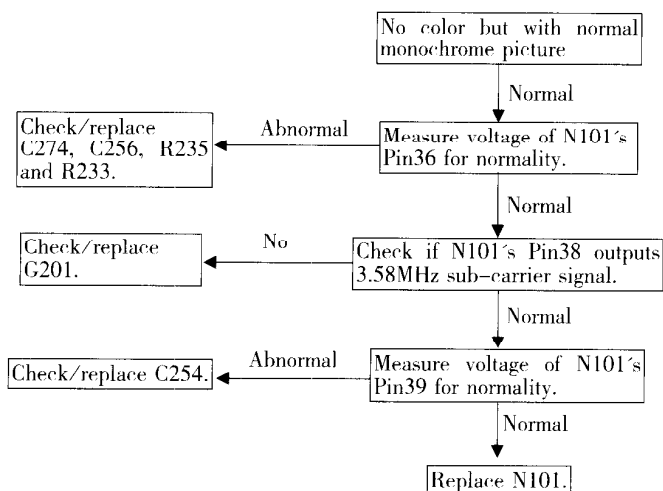 No color but with normal
monochrome picture
Normal
Check/replace
C274, C256, R235
and R233.
Abnormal
Measure voltage of N101's
Pin36 for normality.
Normal
Check/replace
G201.
No
Check if N101's Pin38 outputs
3.58MHz sub-carrier signal.
Normal
Check/replace C254.
Abnormal
Measure voltage of N101's
Pin39 for normality.
Normal
Replace N101.